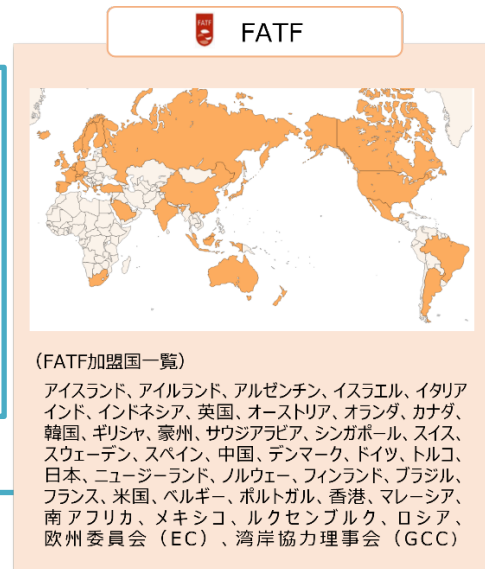 FATF
FATF
（FATF加盟国一覧）
アイスランド、アイルランド、アルゼンチン、イスラエル、イタリア
インド、インドネシア、英国、オーストリア、オランダ、カナダ、
韓国、ギリシャ、豪州、サウジアラビア、シンガポール、スイス、
スウェーデン、スペイン、中国、デンマーク、ドイツ、トルコ、
日本、ニュージーランド、ノルウェー、フィンランド、ブラジル、
フランス、米国、ベルギー、ポルトガル、香港、マレーシア、
南アフリカ、メキシコ、ルクセンブルク、ロシア、
欧州委員会（EC）、湾岸協力理事会（GCC）